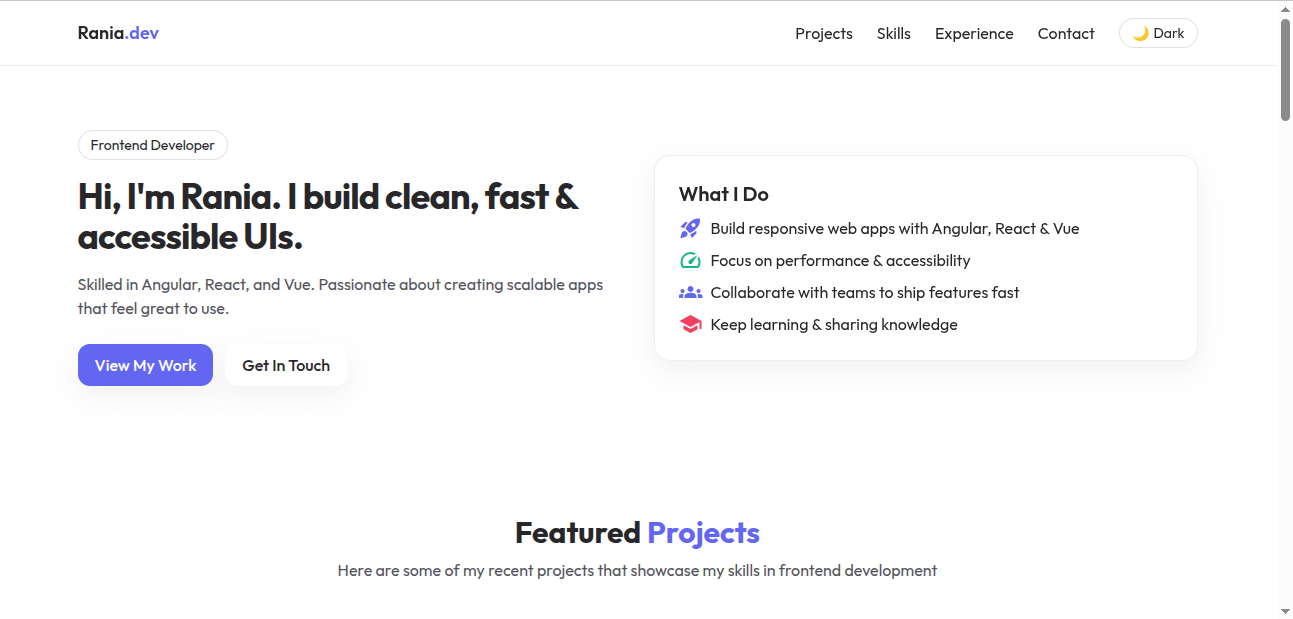 Rania.dev
Projects
Skills
Experience
Contact
🌙 Dark
Frontend Developer
Hi, I'm Rania. I build clean, fast &
accessible UIs.
Skilled in Angular, React, and Vue. Passionate about creating scalable apps
that feel great to use.
View My Work
Get In Touch
What I Do
Build responsive web apps with Angular, React & Vue
Focus on performance & accessibility
Collaborate with teams to ship features fast
Keep learning & sharing knowledge
Featured Projects
Here are some of my recent projects that showcase my skills in frontend development